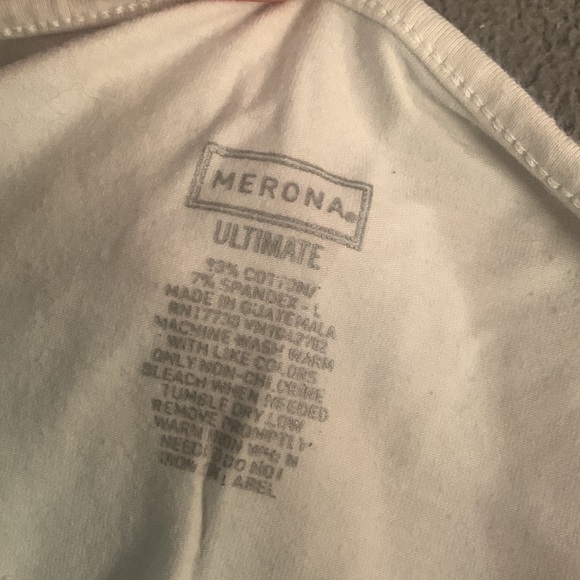 MERONA®
ULTIMATE
93% COTTON/
7% SPANDEX - L
MADE IN GUATEMALA
MACHINE WASH WARM
WITH LIKE COLORS
ONLY NON-CHLORINE
BLEACH WHEN NEEDED
TUMBLE DRY LOW
REMOVE PROMPTLY
WARM IRON WHEN
NEEDED DO NOT
IRON LABEL